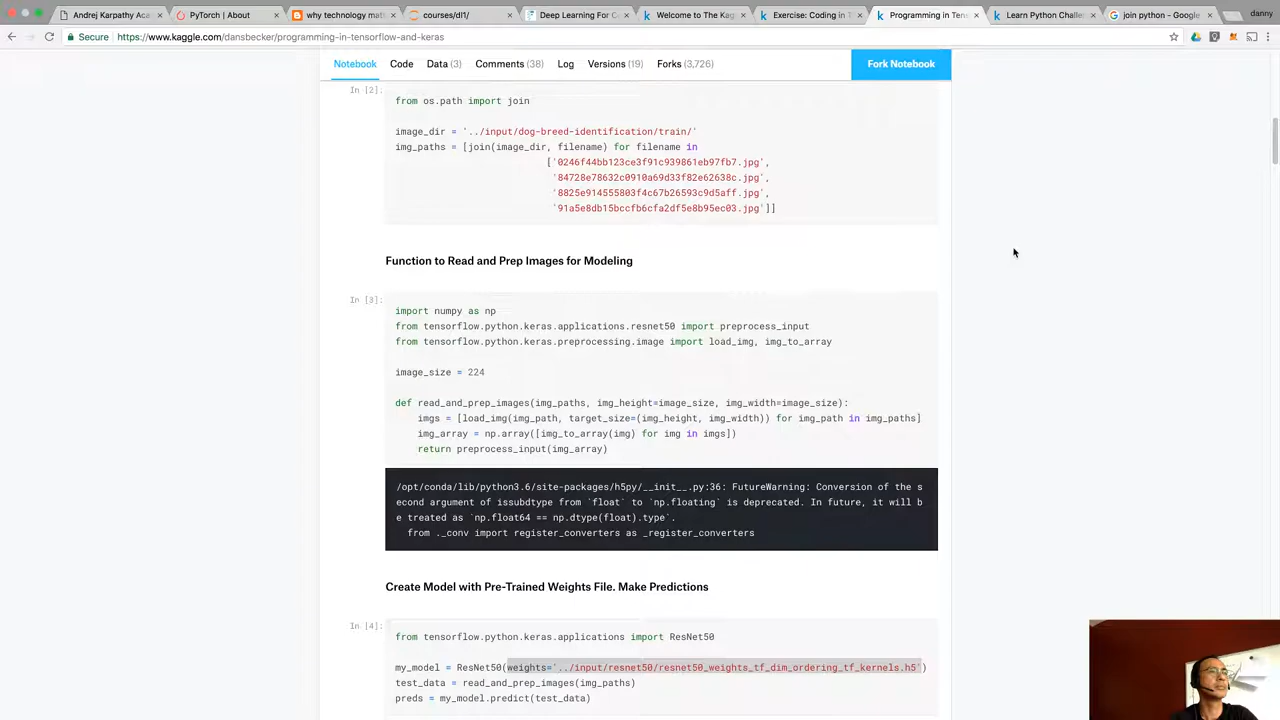 Andrej Karpathy Aca
PyTorch | About
why technology mat
courses/dl1/
Deep Learning For C
Welcome to The Kag
Exercise: Coding in T
Programming in Tens
Learn Python Challe
join python - Google
danny
Secure | https://www.kaggle.com/dansbecker/programming-in-tensorflow-and-keras
Notebook Code Data (3) Comments (38) Log Versions (19) Forks (3,726) Fork Notebook
In [2]:
from os.path import join
image_dir = '../input/dog-breed-identification/train/'
img_paths = [join(image_dir, filename) for filename in
['0246f44bb123ce3f91c939861eb97fb7.jpg',
'84728e78632c0910a69d33f82e62638c.jpg',
'8825e914555803f4c67b26593c9d5aff.jpg',
'91a5e8db15bccfb6cfa2df5e8b95ec03.jpg']]
Function to Read and Prep Images for Modeling
In [3]:
import numpy as np
from tensorflow.python.keras.applications.resnet50 import preprocess_input
from tensorflow.python.keras.preprocessing.image import load_img, img_to_array
image_size = 224
def read_and_prep_images(img_paths, img_height=image_size, img_width=image_size):
imgs = [load_img(img_path, target_size=(img_height, img_width)) for img_path in img_paths]
img_array = np.array([img_to_array(img) for img in imgs])
return preprocess_input(img_array)
/opt/conda/lib/python3.6/site-packages/h5py/__init__.py:36: FutureWarning: Conversion of the s
econd argument of issubdtype from `float` to `np.floating` is deprecated. In future, it will b
e treated as `np.float64 == np.dtype(float).type`.
from ._conv import register_converters as _register_converters
Create Model with Pre-Trained Weights File. Make Predictions
In [4]:
from tensorflow.python.keras.applications import ResNet50
my_model = ResNet50(weights='../input/resnet50/resnet50_weights_tf_dim_ordering_tf_kernels.h5')
test_data = read_and_prep_images(img_paths)
preds = my_model.predict(test_data)